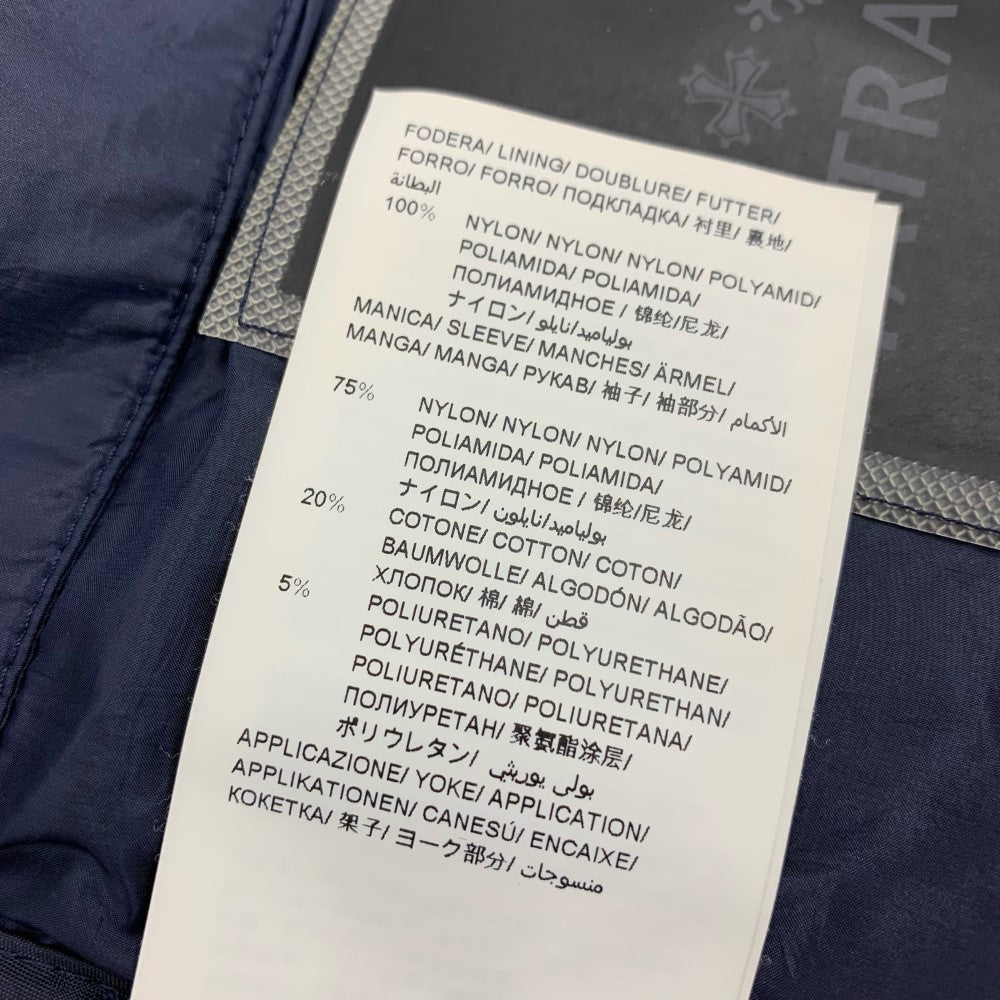 FODERA/ LINING/ DOUBLURE/ FUTTER/
FORRO/ FORRO/ ПОДКЛАДКА/ 衬里/ 裏地/
البطانة
100%
NYLON/ NYLON/ NYLON/ POLYAMID/
POLIAMIDA/ POLIAMIDA/
ПОЛИАМИДНОЕ / 锦纶/尼龙/
ナイロン/ بولياميد/نايلو
MANICA/ SLEEVE/ MANCHES/ ÄRMEL/
MANGA/ MANGA/ РУКАВ/ 袖子/ 袖部分/ الأكمام
75%
NYLON/ NYLON/ NYLON/ POLYAMID/
POLIAMIDA/ POLIAMIDA/
ПОЛИАМИДНОЕ / 锦纶/尼龙/
ナイロン/ بولياميد/نايلون
20%
COTONE/ COTTON/ COTON/
BAUMWOLLE/ ALGODÓN/ ALGODÃO/
ХЛОПОК/ 棉/ 綿/ قطن
5%
POLIURETANO/ POLYURETHANE/
POLYURÉTHANE/ POLYURETHAN/
POLIURETANO/ POLIURETANA/
ПОЛИУРЕТАН/ 聚氨酯涂层/
ポリウレタン/ بولى يوريثي
APPLICAZIONE/ YOKE/ APPLICATION/
APPLIKATIONEN/ CANESÚ/ ENCAIXE/
КОКЕТКА/ 架子/ ヨーク部分/ منسوجات
ATRA